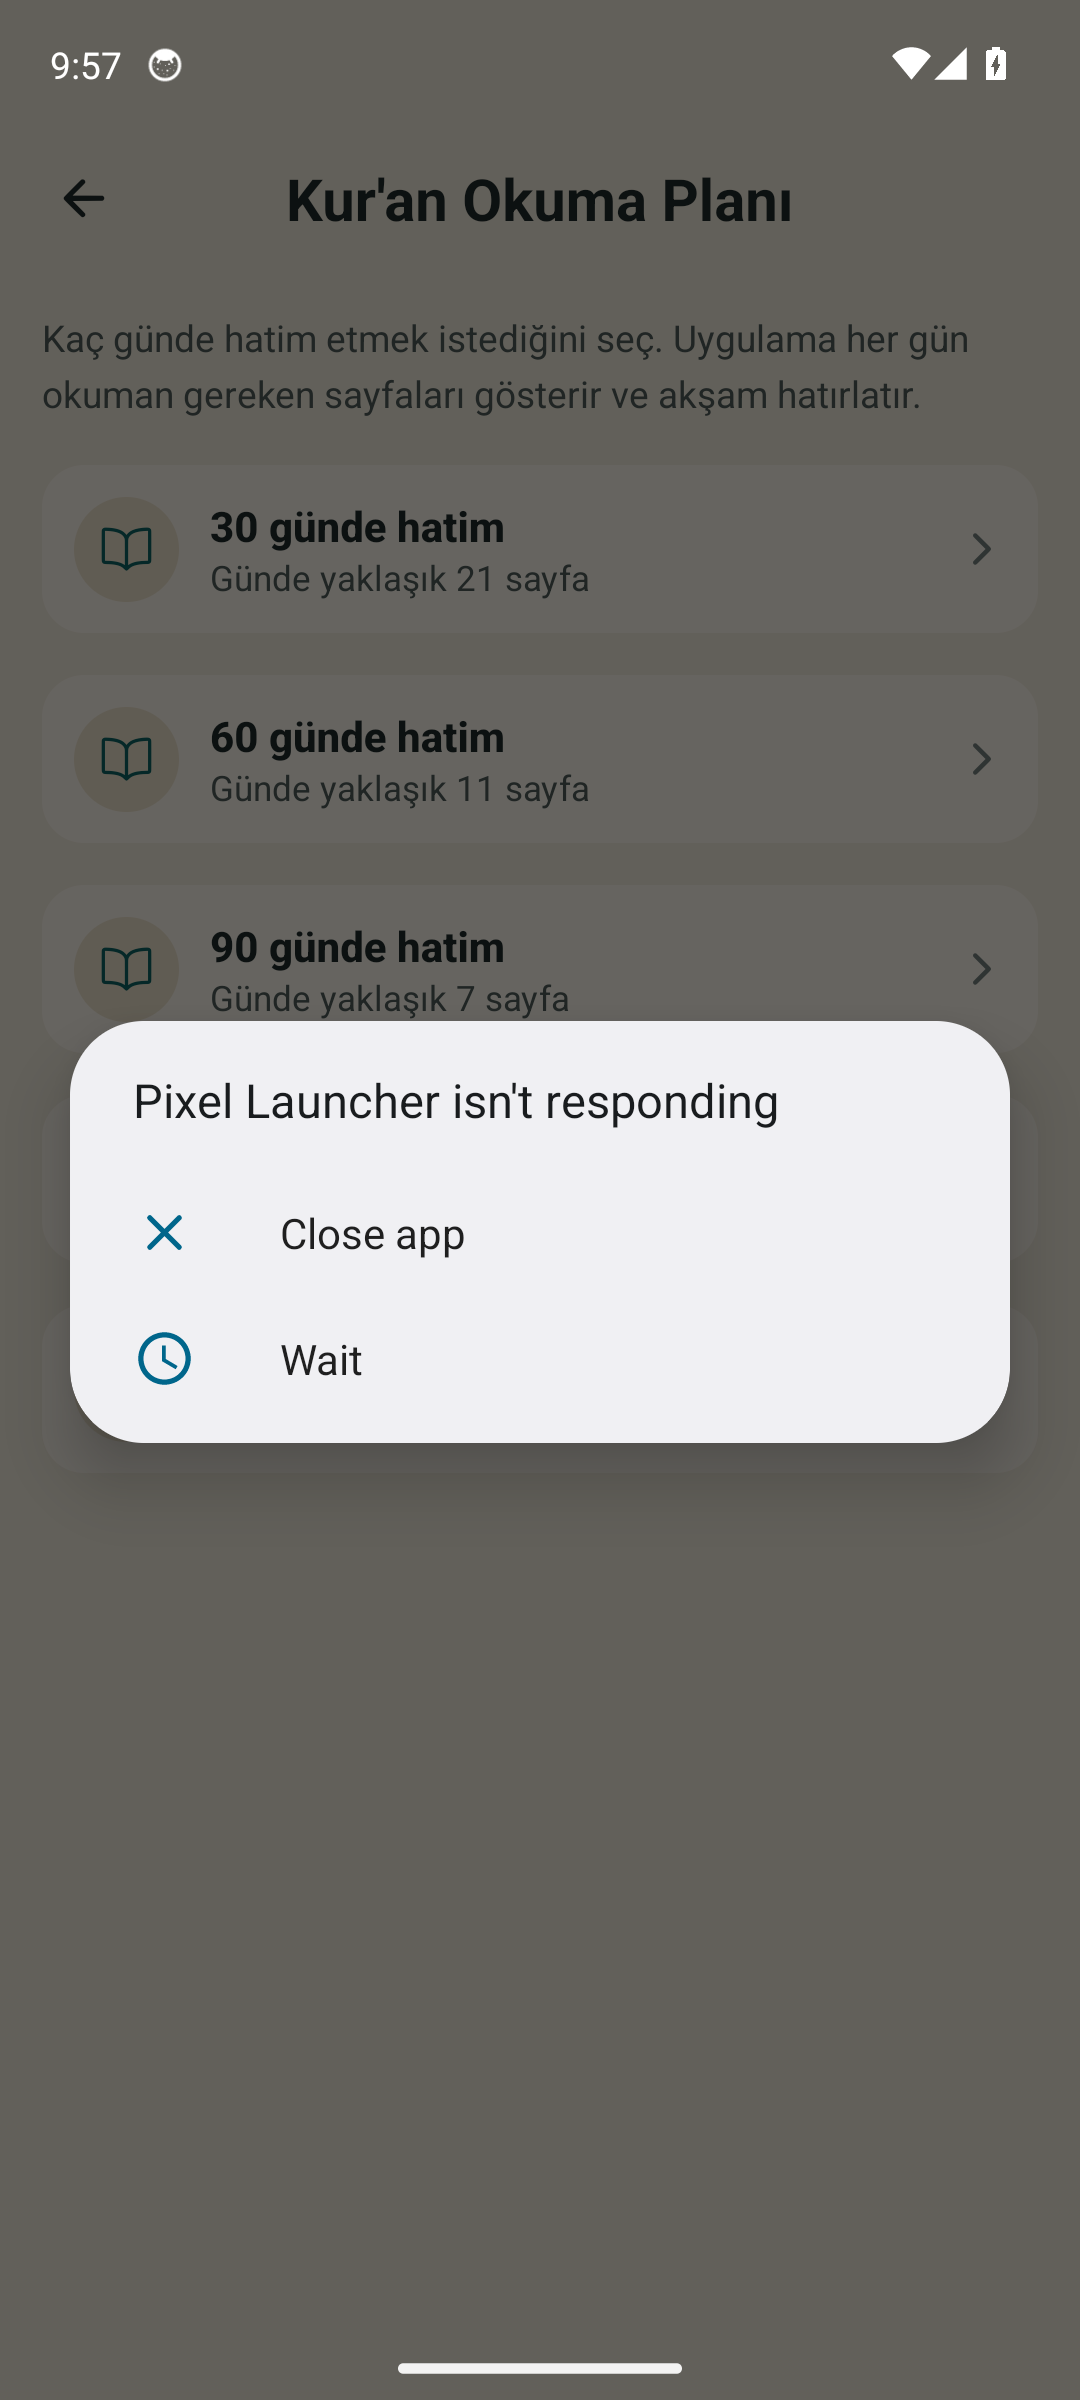 9:57
Kur'an Okuma Planı
Kaç günde hatim etmek istediğini seç. Uygulama her gün
okuman gereken sayfaları gösterir ve akşam hatırlatır.
30 günde hatim
Günde yaklaşık 21 sayfa
60 günde hatim
Günde yaklaşık 11 sayfa
90 günde hatim
Günde yaklaşık 7 sayfa
Pixel Launcher isn't responding
Close app
Wait